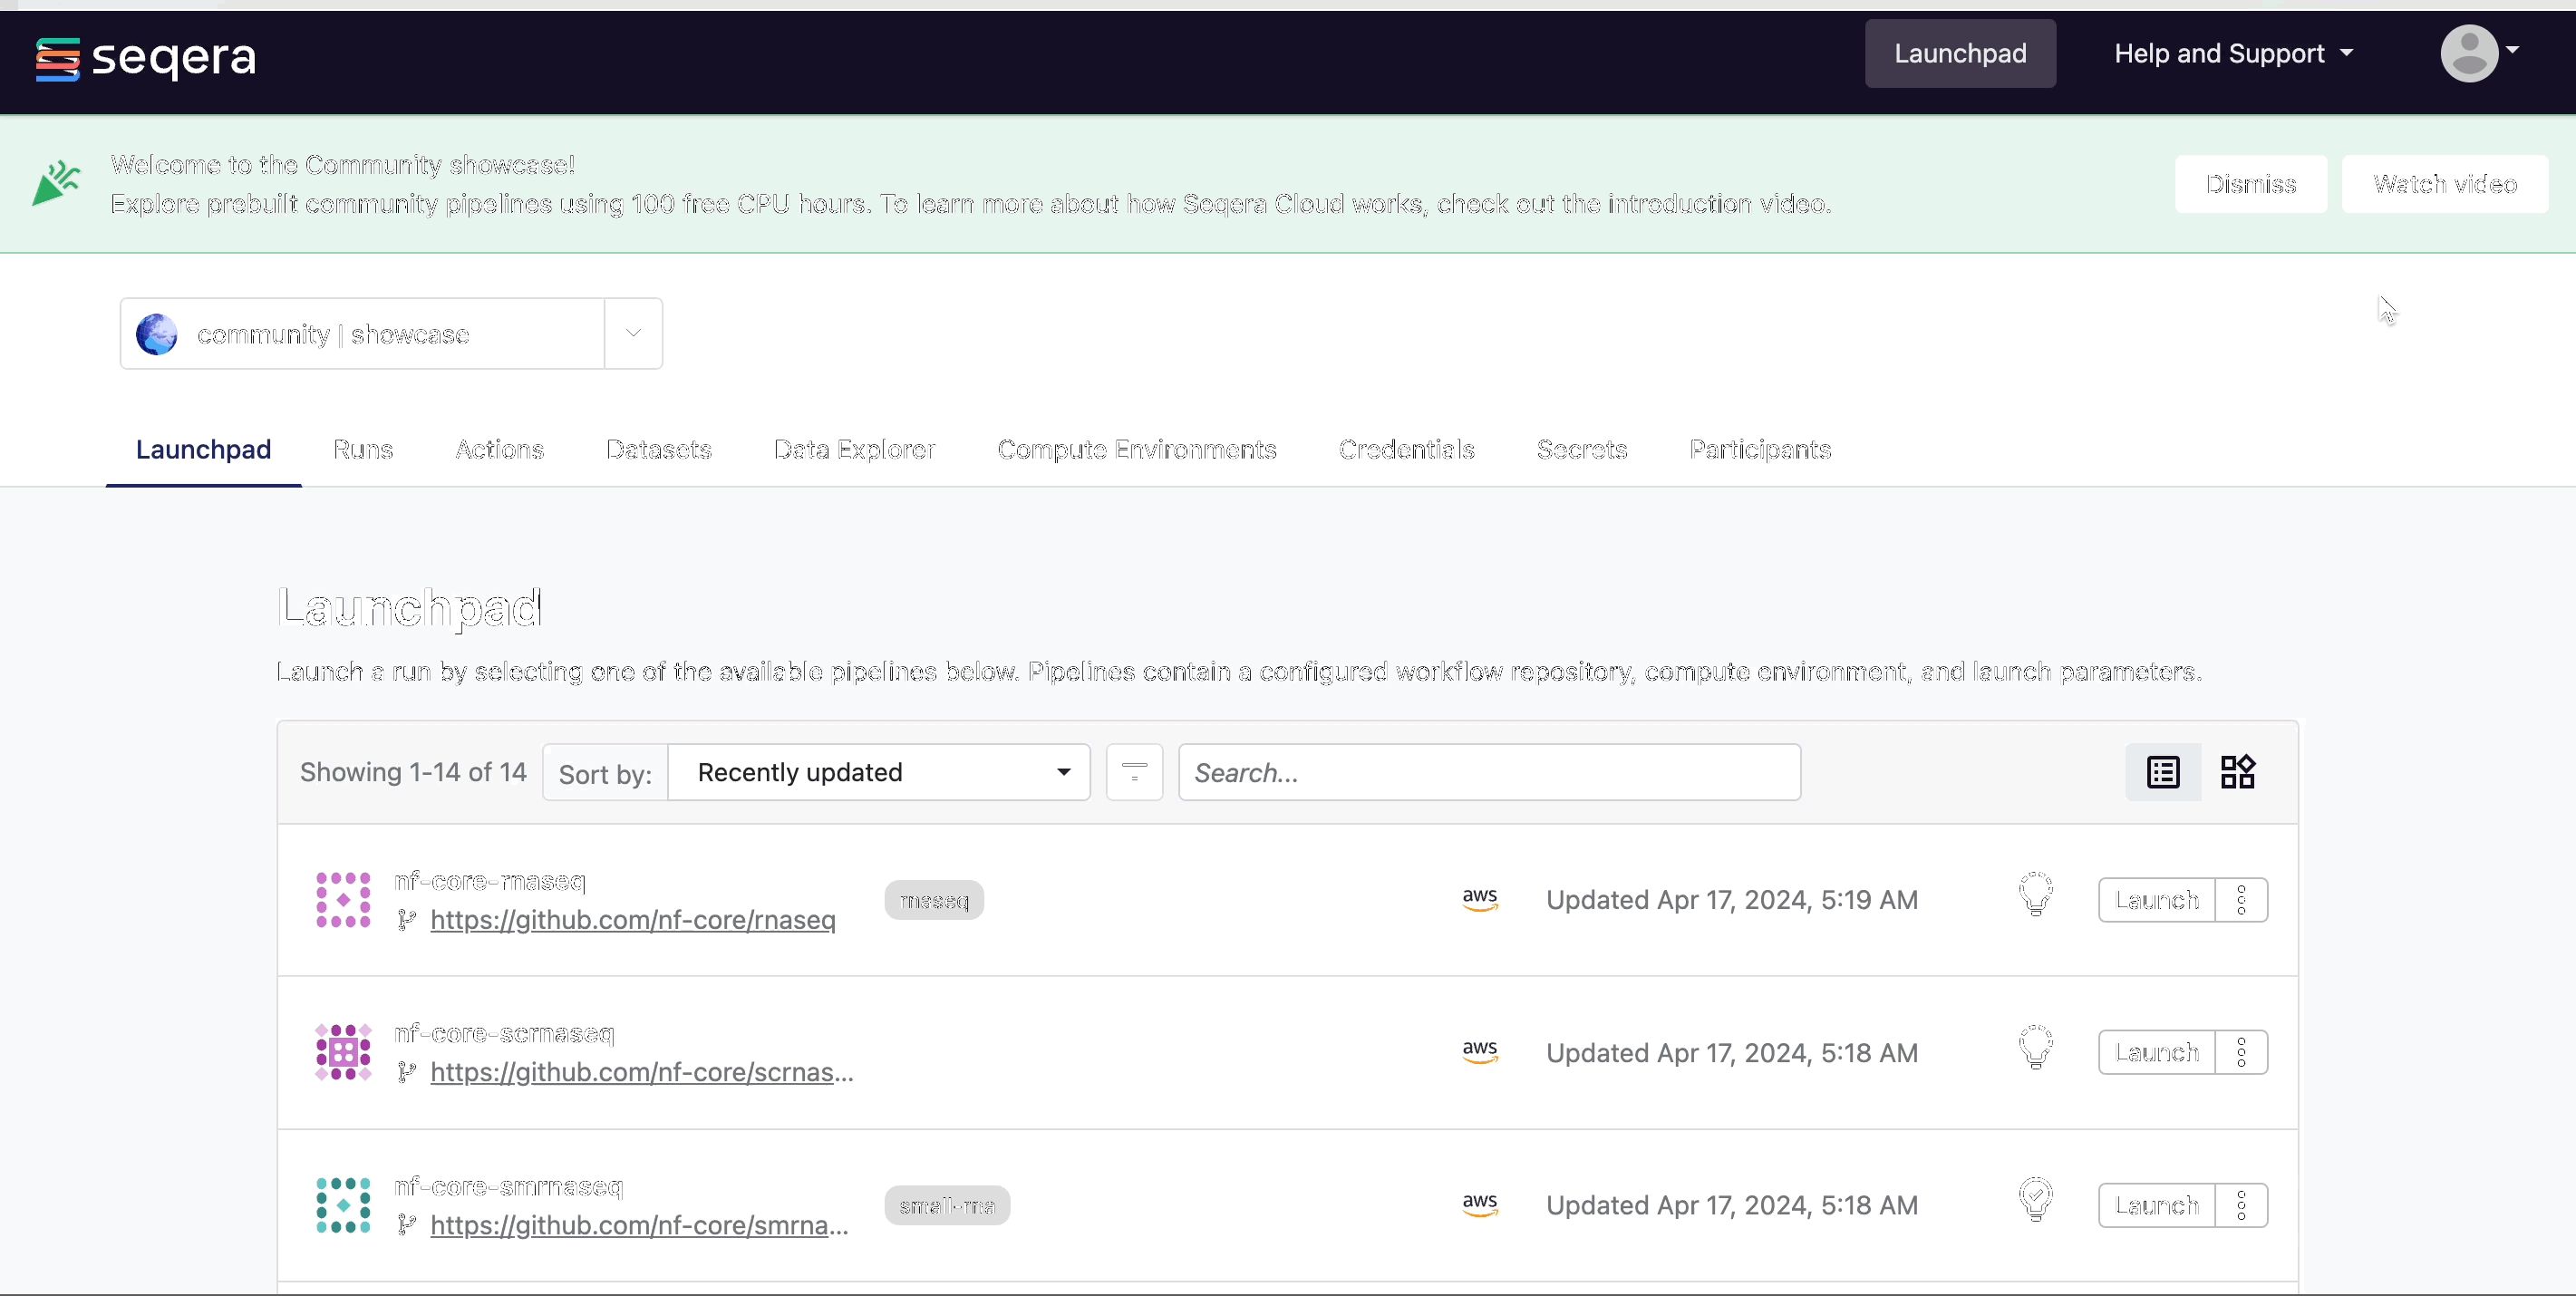 seqera
Launchpad
Help and Support
Welcome to the Community showcase!
Explore prebuilt community pipelines using 100 free CPU hours. To learn more about how Seqera Cloud works, check out the introduction video.
Dismiss
Watch video
community | showcase
Launchpad
Runs
Actions
Datasets
Data Explorer
Compute Environments
Credentials
Secrets
Participants
Launchpad
Launch a run by selecting one of the available pipelines below. Pipelines contain a configured workflow repository, compute environment, and launch parameters.
Showing 1-14 of 14
Sort by:
Recently updated
Search...
nf-core-rnaseq
https://github.com/nf-core/rnaseq
rnaseq
aws
Updated Apr 17, 2024, 5:19 AM
Launch
nf-core-scrnaseq
https://github.com/nf-core/scrnas...
aws
Updated Apr 17, 2024, 5:18 AM
Launch
nf-core-smrnaseq
https://github.com/nf-core/smrna...
small-rna
aws
Updated Apr 17, 2024, 5:18 AM
Launch